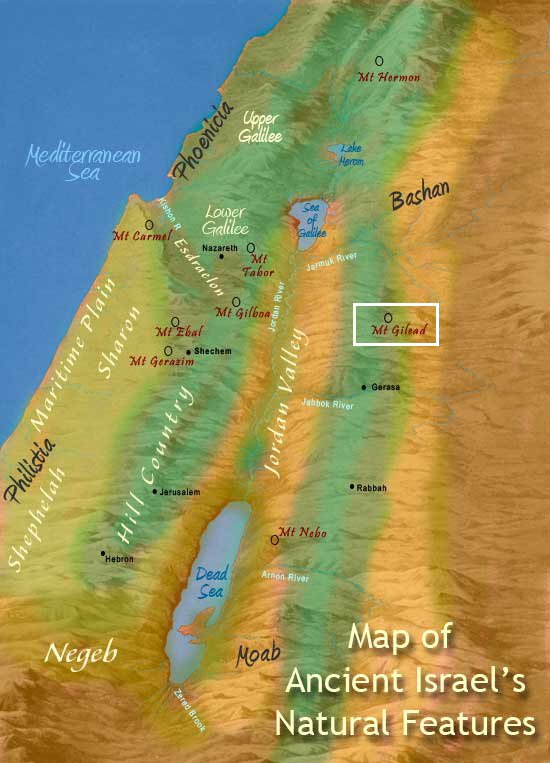 Mt Hermon
Phoenicia
Upper
Galilee
Lake
Merom
Mediterranean
Sea
Bashan
Sea
of
Galilee
Kishon R.
Lower
Galilee
Mt Carmel
Nazareth
Esdraelon
Mt
Tabor
Jarmuk River
Maritime Plain
Sharon
Mt Gilboa
Jordan River
Mt Ebal
Shechem
Mt Gerazim
Mt Gilead
Jordan Valley
Gerasa
Jabbok River
Philistia
Shephelah
Hill Country
Jerusalem
Rabbah
Hebron
Mt Nebo
Dead
Sea
Arnon River
Negeb
Moab
Zered Brook
Map of
Ancient Israel's
Natural Features